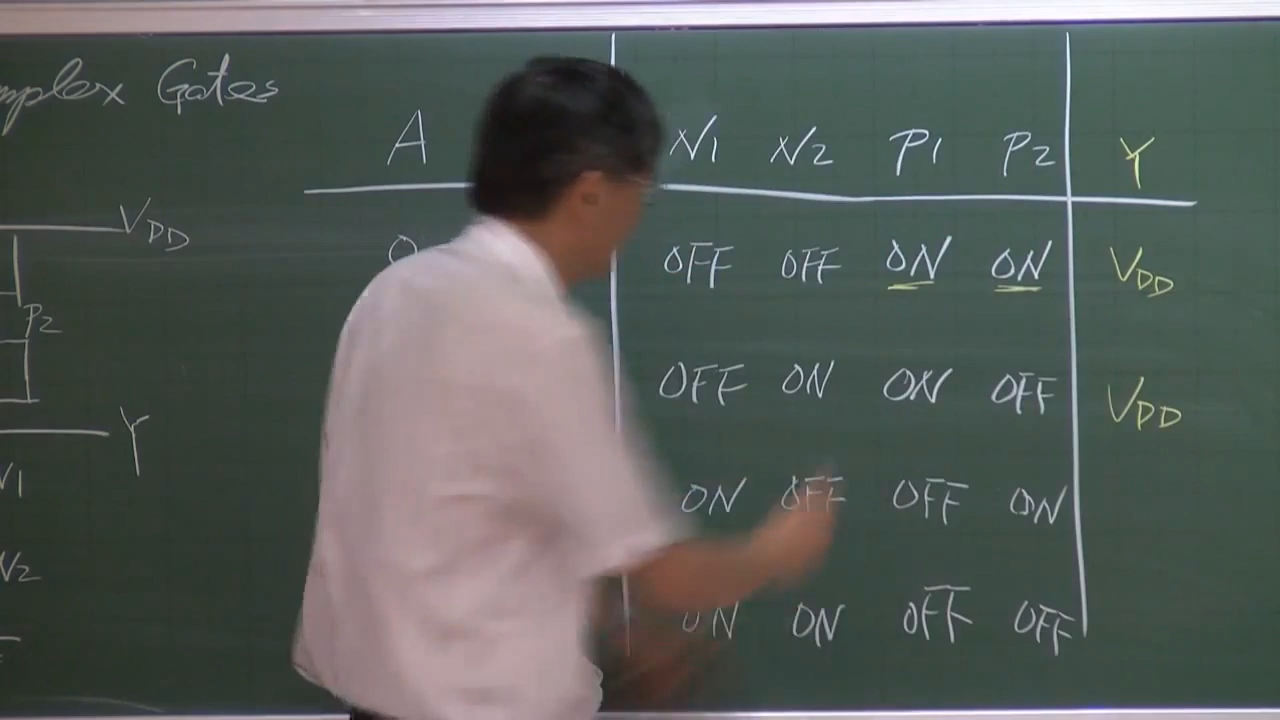 mplex Gates
A N1 N2 P1 P2 Y
VDD
0 OFF OFF ON ON VDD
P2
OFF ON ON OFF VDD
Y
N1
ON OFF OFF ON
N2
ON ON OFF OFF